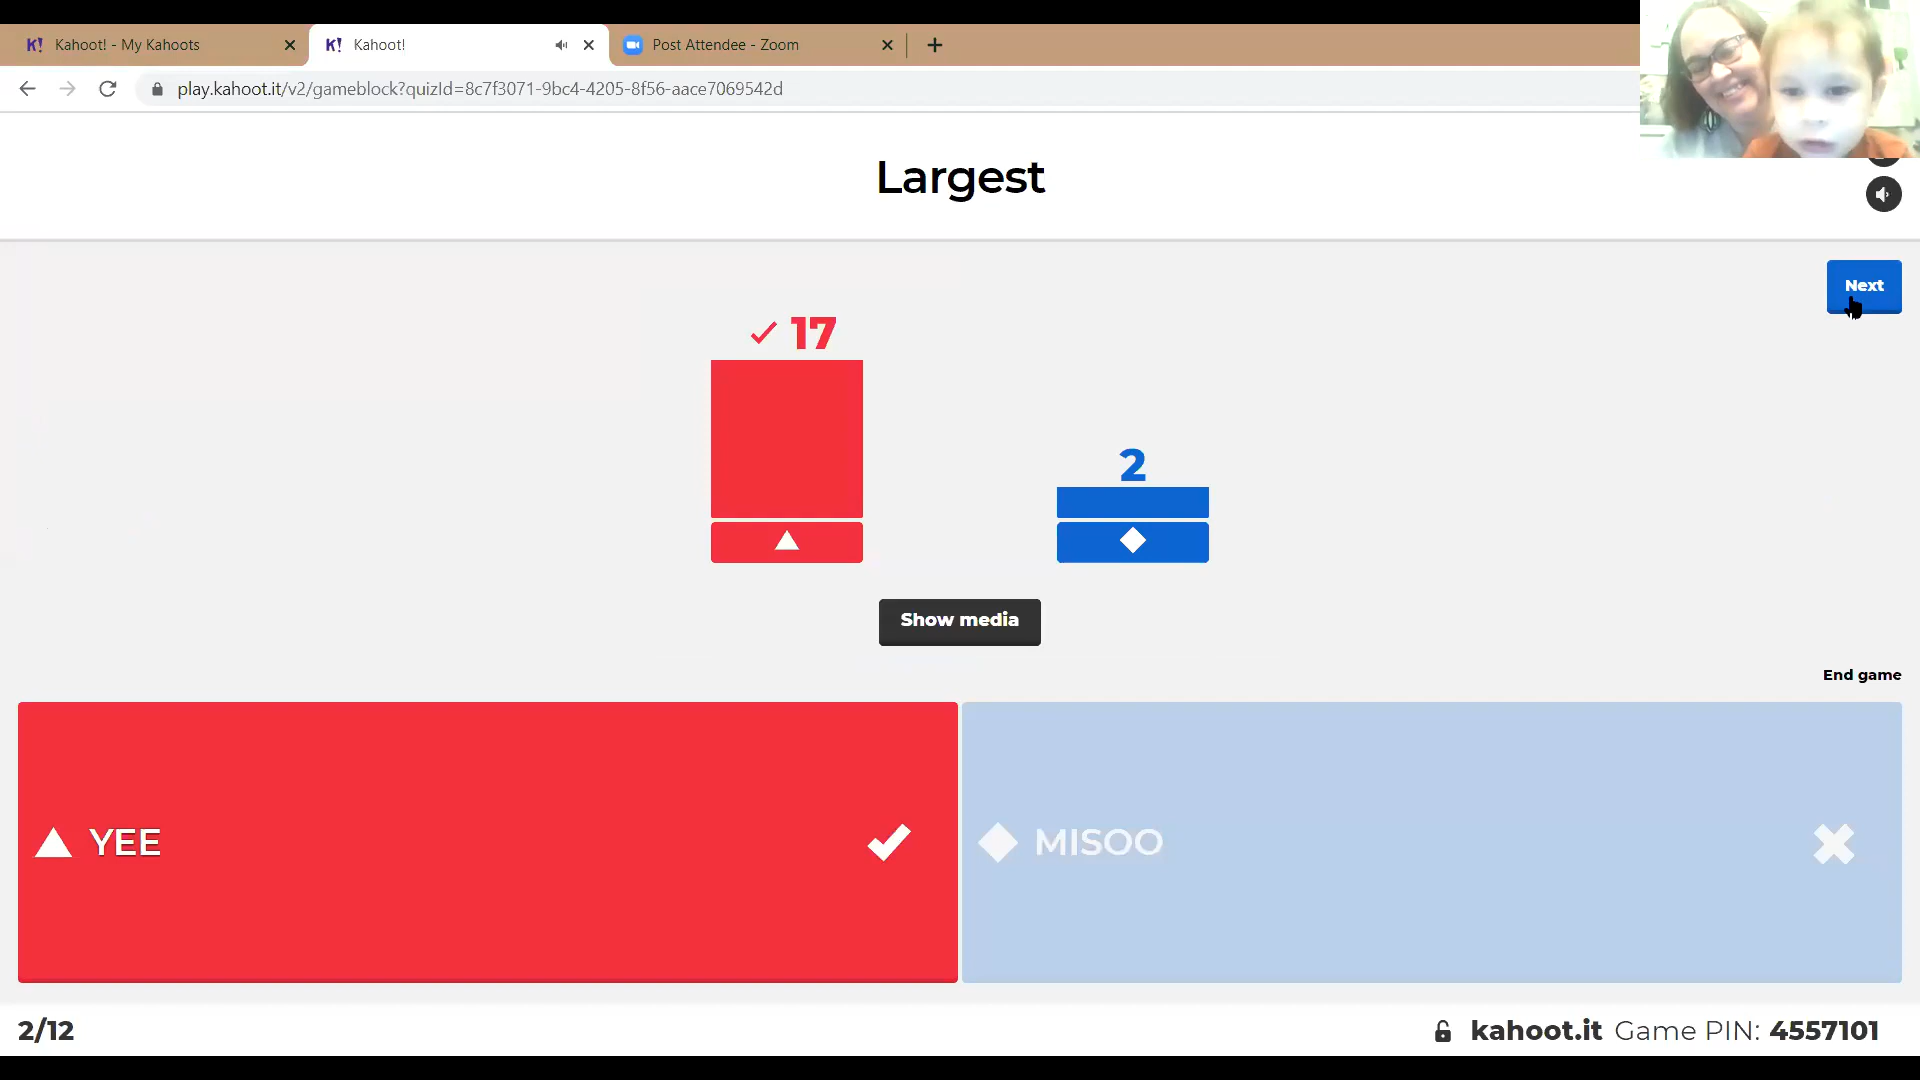 K! Kahoot! - My Kahoots
K! Kahoot!
Post Attendee - Zoom
play.kahoot.it/v2/gameblock?quizId=8c7f3071-9bc4-4205-8f56-aace7069542d
Largest
Next
17
2
Show media
End game
YEE
MISOO
2/12
kahoot.it Game PIN: 4557101